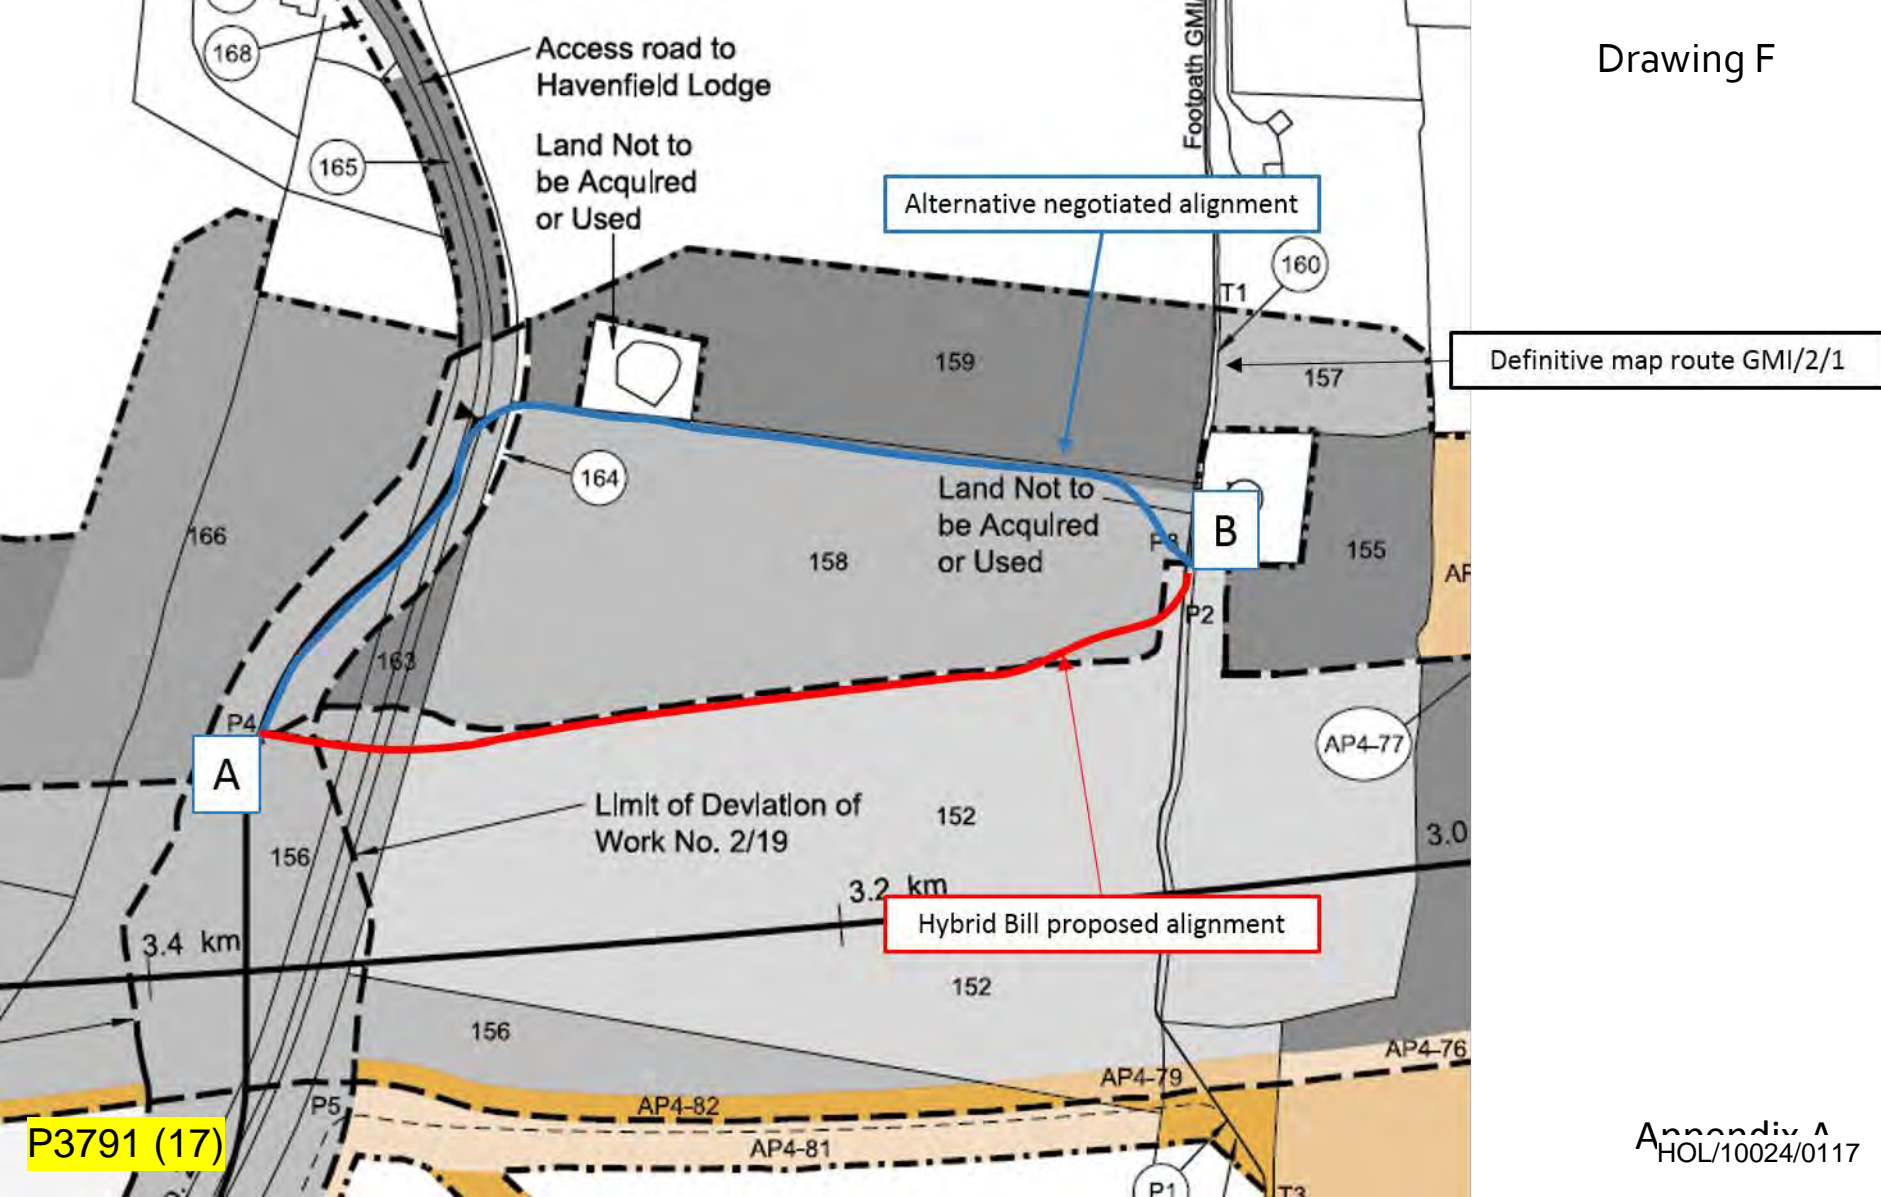 Drawing F
168
Access road to
Havenfield Lodge
Footpath GMI
165
Land Not to
be Acquired
or Used
Alternative negotiated alignment
160
T1
Definitive map route GMI/2/1
159
157
164
166
Land Not to
be Acquired
or Used
B
158
155
P3
P2
163
P4
A
AP4-77
Limit of Deviation of
Work No. 2/19
152
156
3.0
3.2 km
Hybrid Bill proposed alignment
3.4 km
152
156
AP4-76
AP4-79
P5
AP4-82
AP4-81
P3791 (17)
Appendix A
HOL/10024/0117
P1
T3